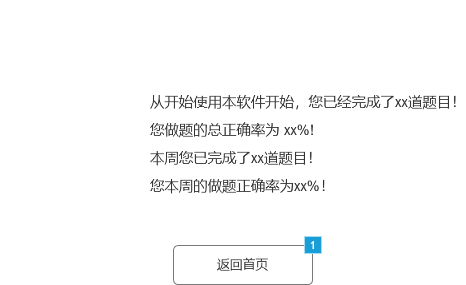 从开始使用本软件开始，您已经完成了xx道题目！
您做题的总正确率为 xx%!
本周您已完成了xx道题目！
您本周的做题正确率为xx%！
1
返回首页